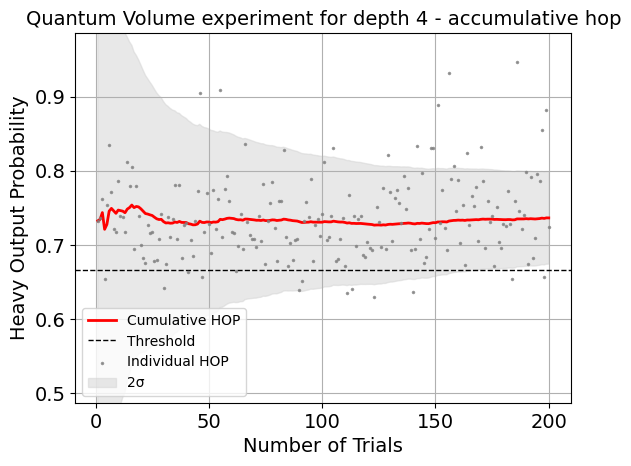 Quantum Volume experiment for depth 4 - accumulative hop
Heavy Output Probability
0.9
0.8
0.7
0.6
0.5
Cumulative HOP
Threshold
Individual HOP
2σ
0 50 100 150 200
Number of Trials